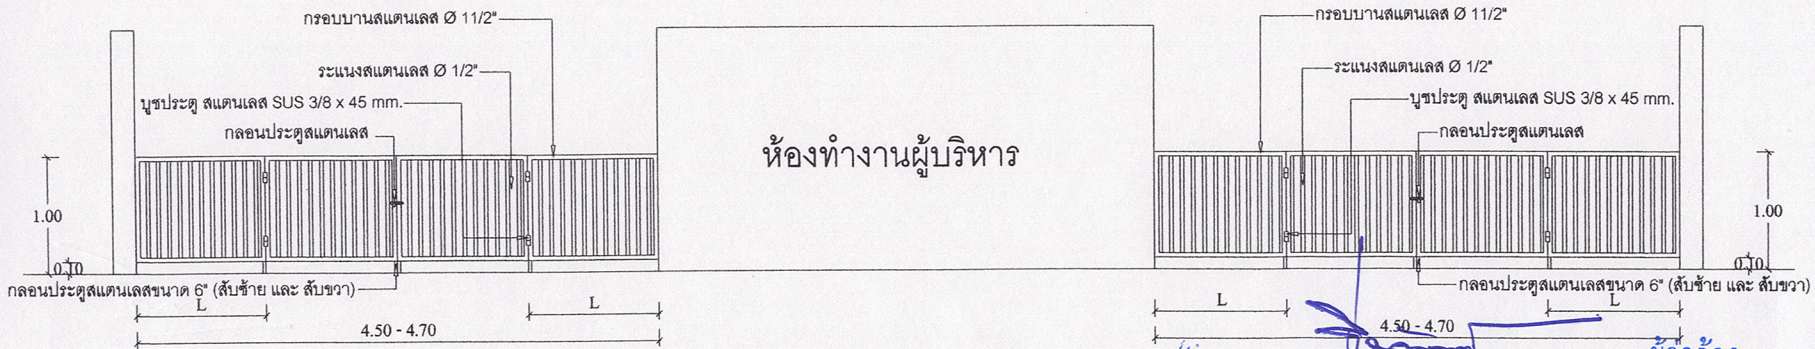 กรอบบานสแตนเลส Ø 11/2"
ระแนงสแตนเลส Ø 1/2"
บูชประตู สแตนเลส SUS 3/8 x 45 mm.
กลอนประตูสแตนเลส
1.00
0.10
กลอนประตูสแตนเลสขนาด 6" (สับซ้าย และ สับขวา)
L
L
4.50 - 4.70
ห้องทำงานผู้บริหาร
กรอบบานสแตนเลส Ø 11/2"
ระแนงสแตนเลส Ø 1/2"
บูชประตู สแตนเลส SUS 3/8 x 45 mm.
กลอนประตูสแตนเลส
1.00
0.10
กลอนประตูสแตนเลสขนาด 6" (สับซ้าย และ สับขวา)
L
L
4.50 - 4.70